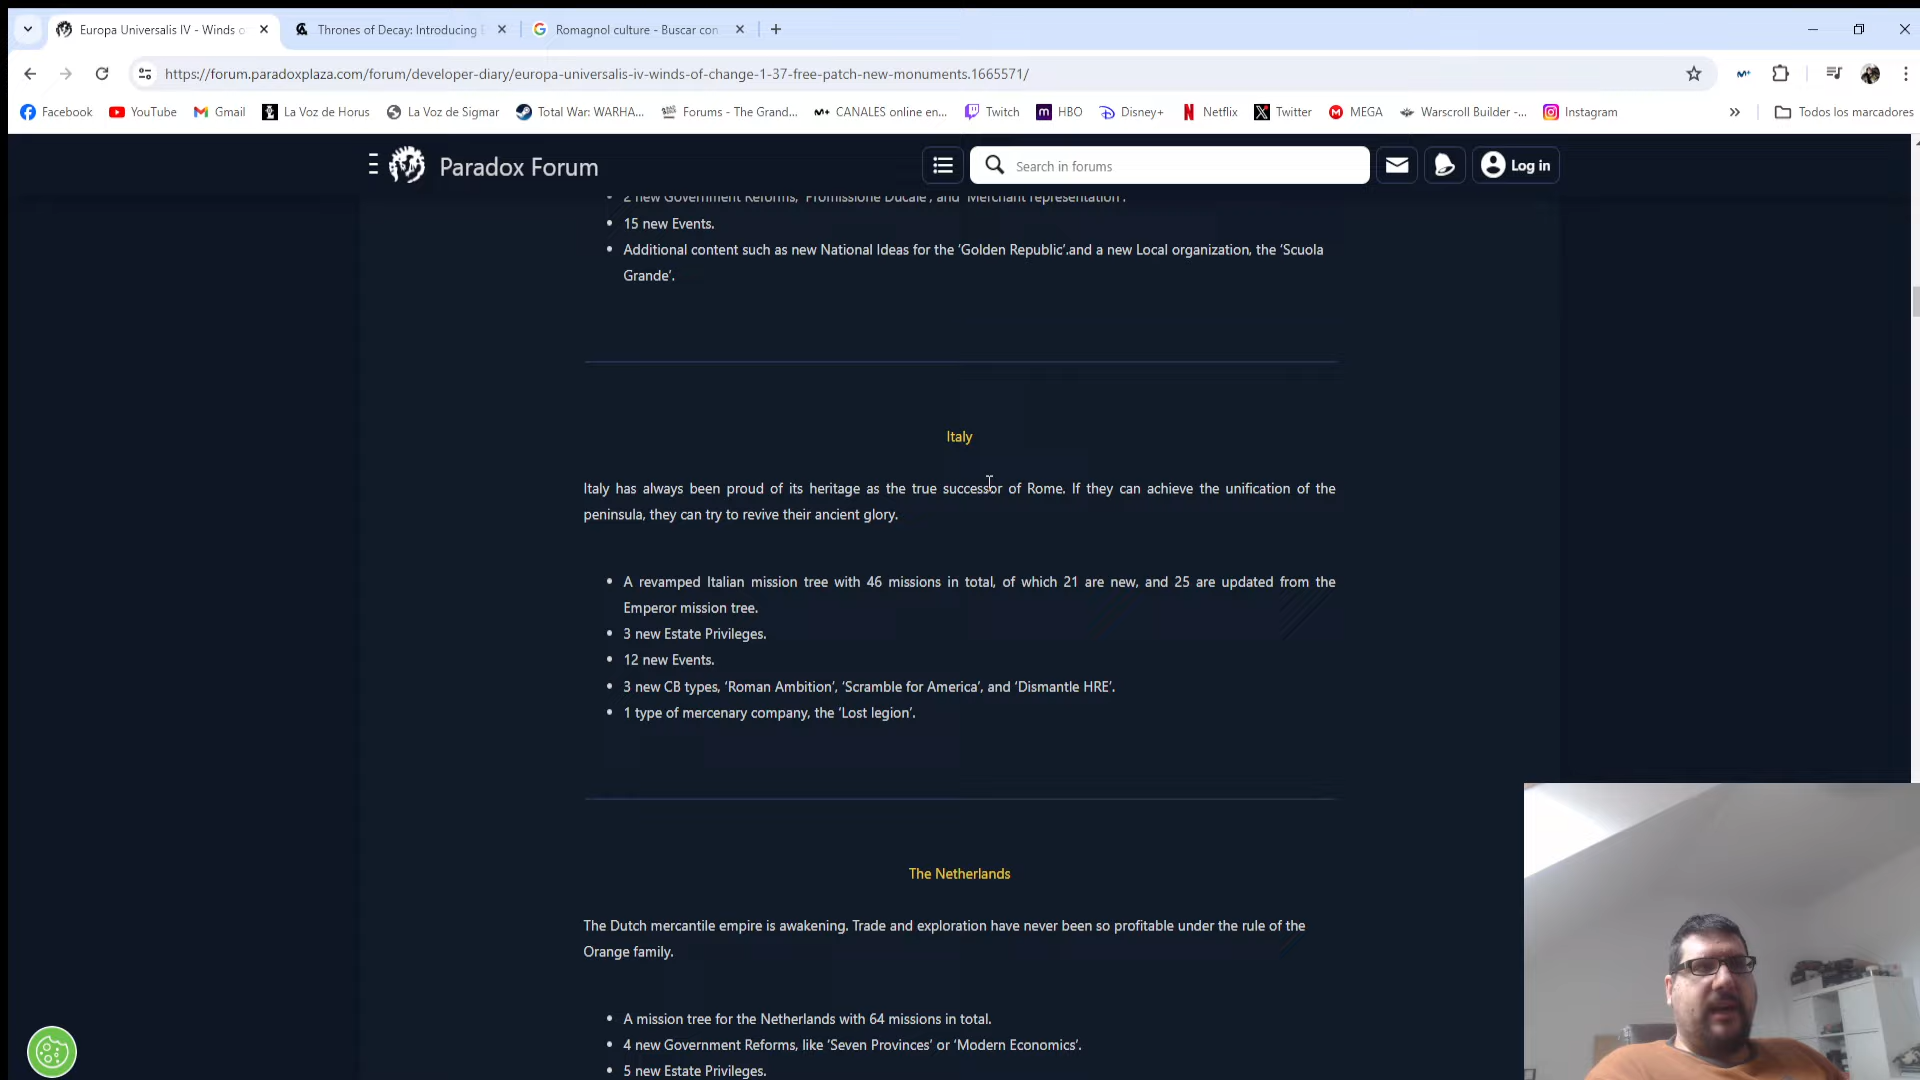 Europa Universalis IV - Winds o
Thrones of Decay: Introducing
Romagnol culture - Buscar con
https://forum.paradoxplaza.com/forum/developer-diary/europa-universalis-iv-winds-of-change-1-37-free-patch-new-monuments.1665571/
Facebook YouTube Gmail La Voz de Horus La Voz de Sigmar Total War: WARHA... Forums - The Grand... CANALES online en... Twitch HBO Disney+ Netflix Twitter MEGA Warscroll Builder -... Instagram » Todos los marcadores
Paradox Forum Search in forums Log in
• 2 new Government Reforms, 'Promissione Ducale', and 'Merchant representation'.
• 15 new Events.
• Additional content such as new National Ideas for the ‘Golden Republic’.and a new Local organization, the ‘Scuola
Grande’.
Italy
Italy has always been proud of its heritage as the true successor of Rome. If they can achieve the unification of the
peninsula, they can try to revive their ancient glory.
• A revamped Italian mission tree with 46 missions in total, of which 21 are new, and 25 are updated from the
Emperor mission tree.
• 3 new Estate Privileges.
• 12 new Events.
• 3 new CB types, ‘Roman Ambition’, ‘Scramble for America’, and ‘Dismantle HRE’.
• 1 type of mercenary company, the ‘Lost legion’.
The Netherlands
The Dutch mercantile empire is awakening. Trade and exploration have never been so profitable under the rule of the
Orange family.
• A mission tree for the Netherlands with 64 missions in total.
• 4 new Government Reforms, like ‘Seven Provinces’ or ‘Modern Economics’.
• 5 new Estate Privileges.